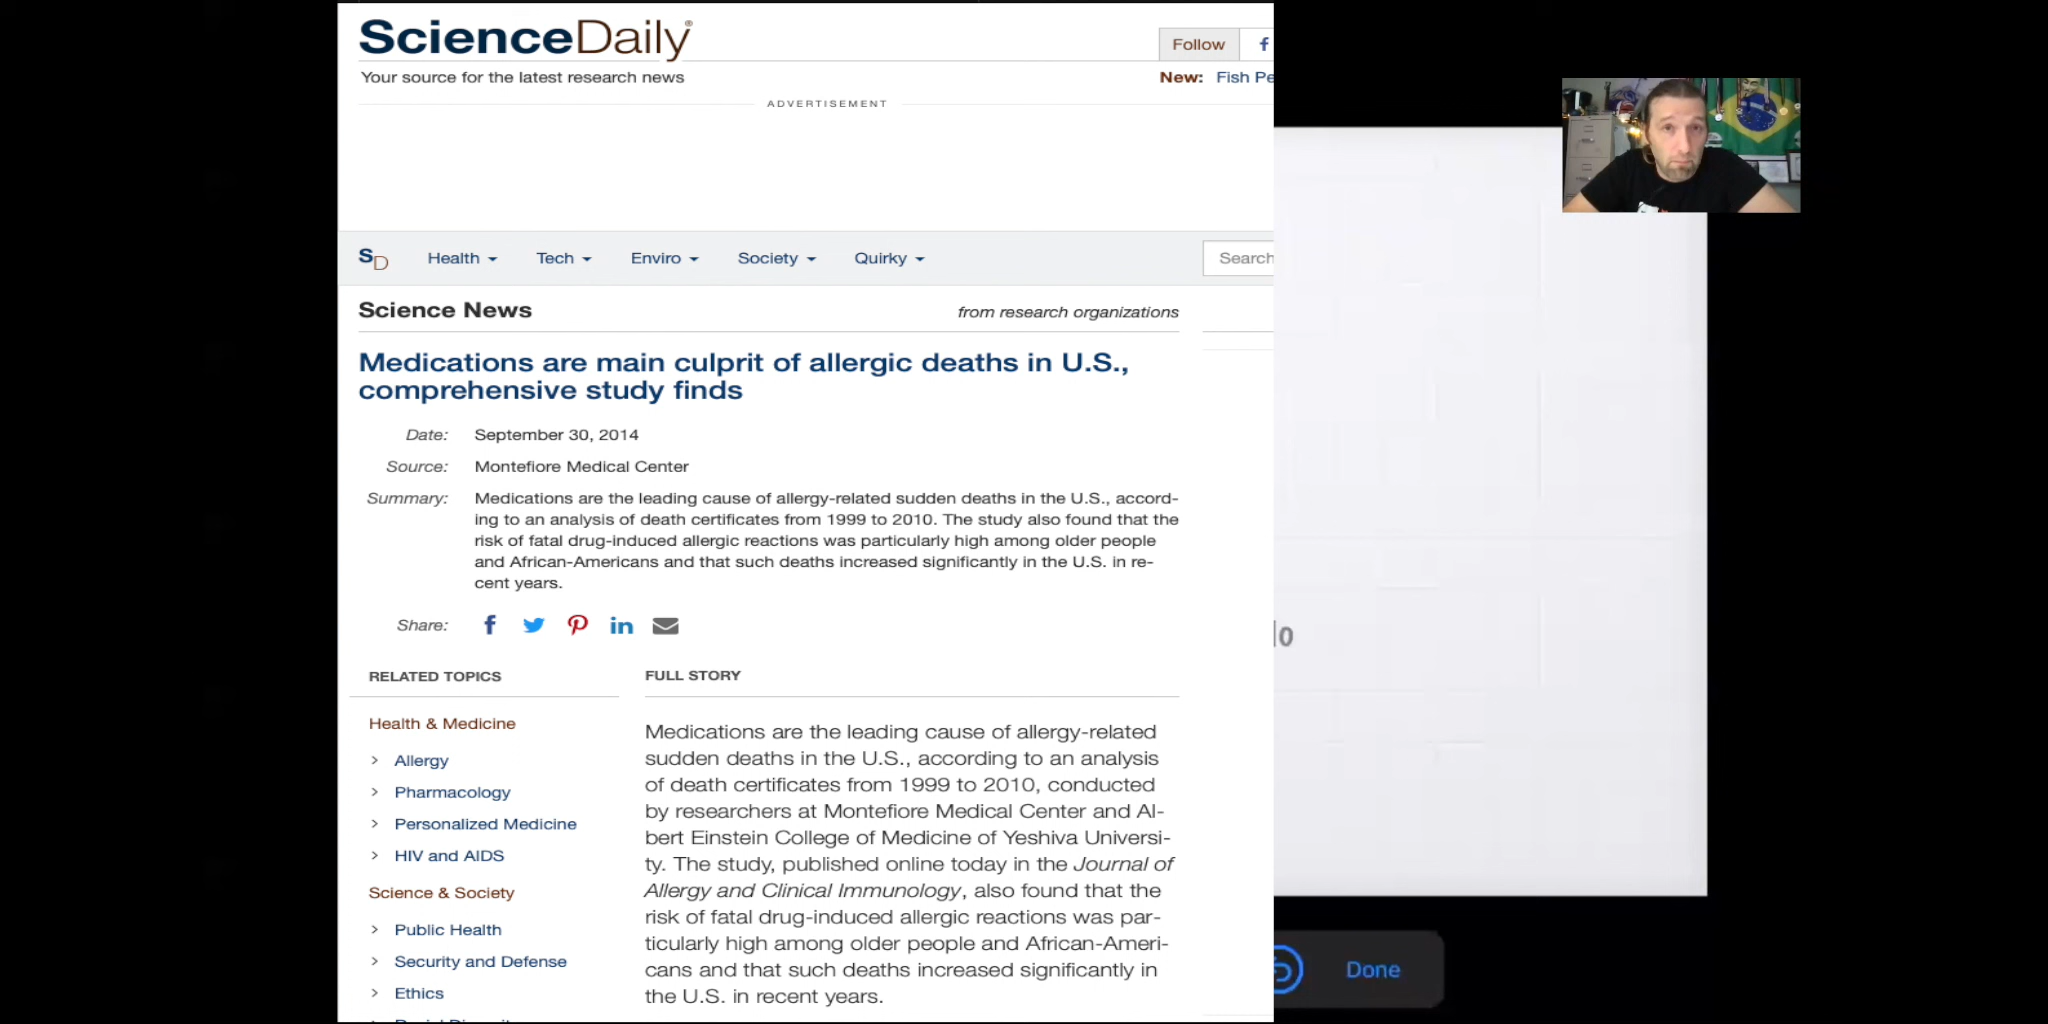 ScienceDaily®
Your source for the latest research news
Follow
New: Fish Pe
ADVERTISEMENT
SD
Health
Tech
Enviro
Society
Quirky
Search
Science News
from research organizations
Medications are main culprit of allergic deaths in U.S.,
comprehensive study finds
Date: September 30, 2014
Source: Montefiore Medical Center
Summary: Medications are the leading cause of allergy-related sudden deaths in the U.S., accord-
ing to an analysis of death certificates from 1999 to 2010. The study also found that the
risk of fatal drug-induced allergic reactions was particularly high among older people
and African-Americans and that such deaths increased significantly in the U.S. in re-
cent years.
Share:
RELATED TOPICS
Health & Medicine
> Allergy
> Pharmacology
> Personalized Medicine
> HIV and AIDS
Science & Society
> Public Health
> Security and Defense
> Ethics
FULL STORY
Medications are the leading cause of allergy-related
sudden deaths in the U.S., according to an analysis
of death certificates from 1999 to 2010, conducted
by researchers at Montefiore Medical Center and Al-
bert Einstein College of Medicine of Yeshiva Universi-
ty. The study, published online today in the Journal of
Allergy and Clinical Immunology, also found that the
risk of fatal drug-induced allergic reactions was par-
ticularly high among older people and African-Ameri-
cans and that such deaths increased significantly in
the U.S. in recent years.
Done